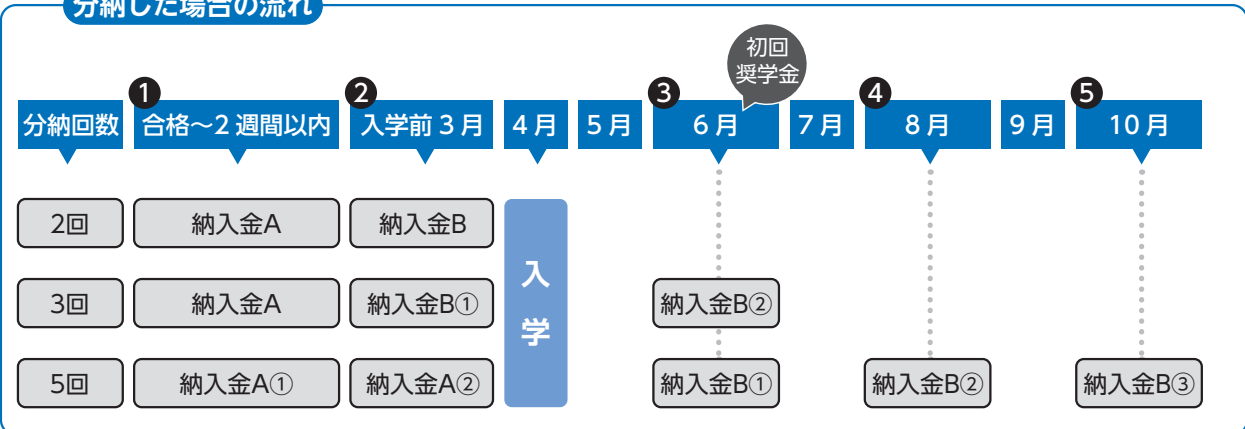 分納した場合の流れ
初回
奨学金
❶ ❷ ❸ ❹ ❺
分納回数 合格～2週間以内 入学前3月 4月 5月 6月 7月 8月 9月 10月
2回 納入金A 納入金B
入学
3回 納入金A 納入金B① 納入金B②
5回 納入金A① 納入金A② 納入金B① 納入金B② 納入金B③